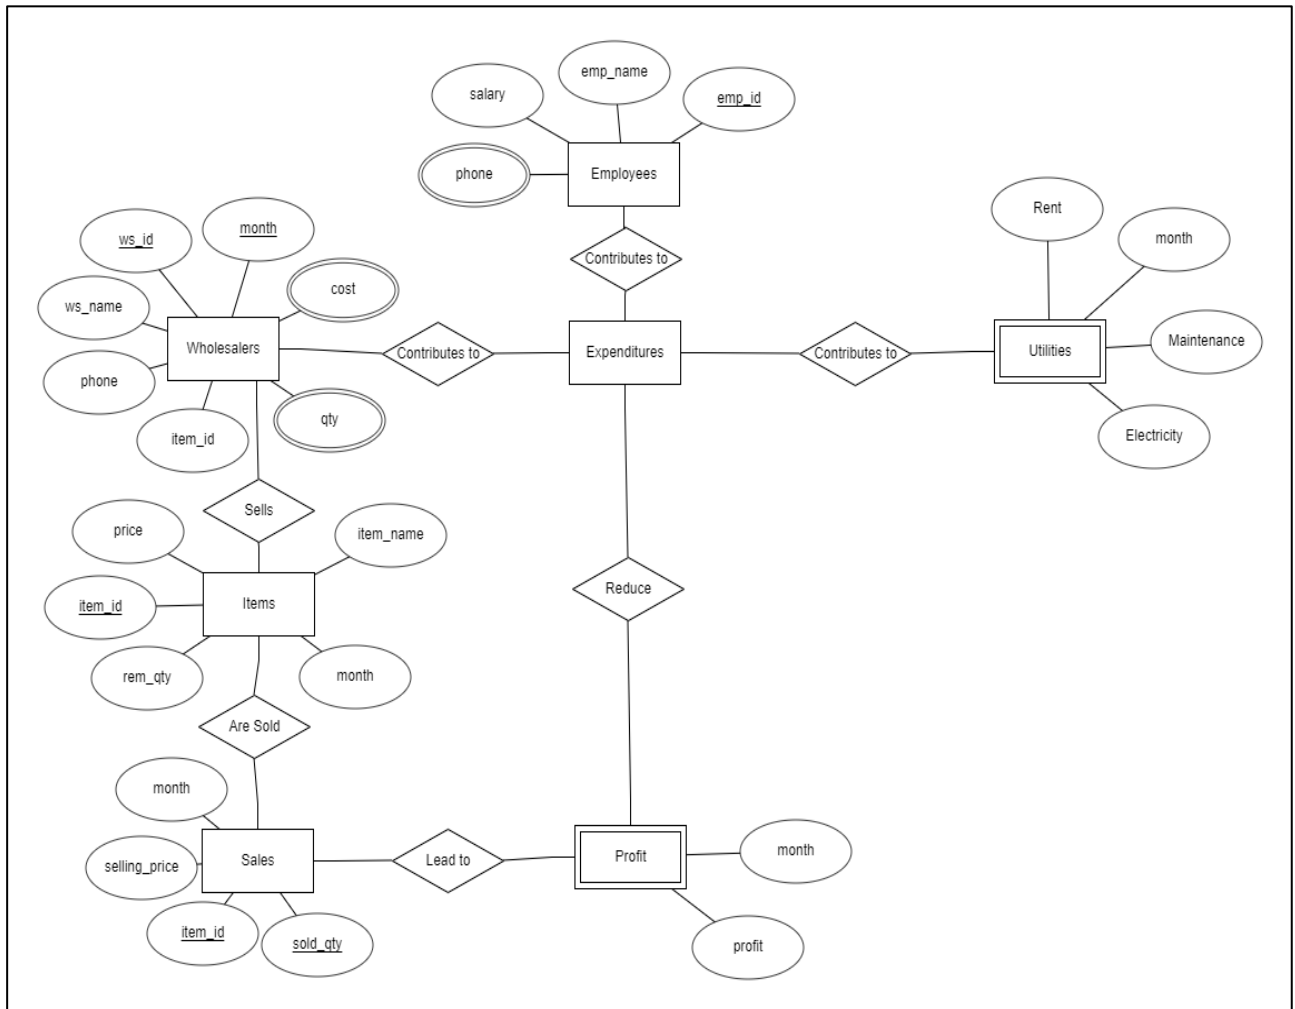 emp_name
salary
emp_id
phone
Employees
Rent
ws_id
month
month
Contributes to
cost
ws_name
Wholesalers
Contributes to
Expenditures
Contributes to
Utilities
Maintenance
phone
qty
item_id
Electricity
Sells
price
item_name
item_id
Items
Reduce
rem_qty
month
Are Sold
month
selling_price
Sales
Lead to
Profit
month
item_id
sold_qty
profit